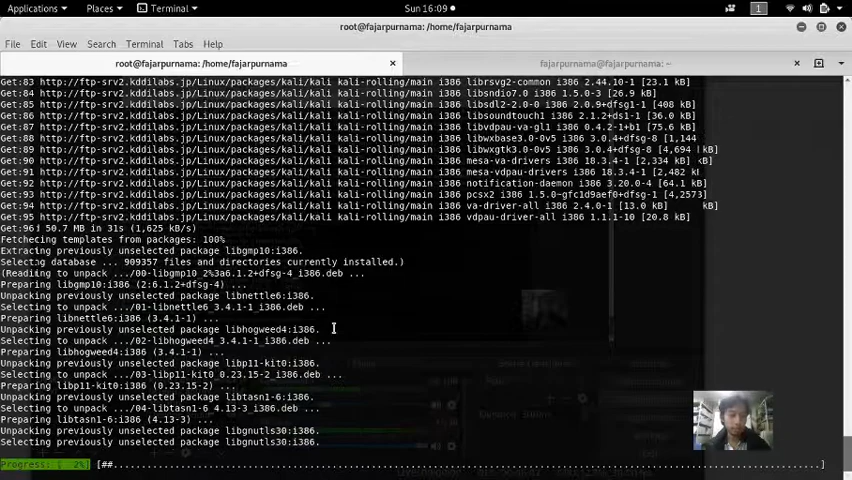 Applications
Places
Terminal
Sun 16:09
1
root@fajarpurnama: /home/fajarpurnama
File Edit View Search Terminal Tabs Help
root@fajarpurnama: /home/fajarpurnama
fajarpurnama@fajarpurnama: ~
Get:83 http://ftp-srv2.kddilabs.jp/Linux/packages/kali/kali kali-rolling/main i386 librsvg2-common i386 2.44.10-1 [23.1 kB]
Get:84 http://ftp-srv2.kddilabs.jp/Linux/packages/kali/kali kali-rolling/main i386 libsndio7.0 i386 1.5.0-3 [26.9 kB]
Get:85 http://ftp-srv2.kddilabs.jp/Linux/packages/kali/kali kali-rolling/main i386 libsdl2-2.0-0 i386 2.0.9+dfsg1-1 [408 kB]
Get:86 http://ftp-srv2.kddilabs.jp/Linux/packages/kali/kali kali-rolling/main i386 libsoundtouch1 i386 2.1.2+ds1-1 [36.0 kB]
Get:87 http://ftp-srv2.kddilabs.jp/Linux/packages/kali/kali kali-rolling/main i386 libvdpau-va-gl1 i386 0.4.2-1+b1 [75.6 kB]
Get:88 http://ftp-srv2.kddilabs.jp/Linux/packages/kali/kali kali-rolling/main i386 libwxbase3.0-0v5 i386 3.0.4+dfsg-8 [1,144
Get:89 http://ftp-srv2.kddilabs.jp/Linux/packages/kali/kali kali-rolling/main i386 libwxgtk3.0-0v5 i386 3.0.4+dfsg-8 [4,694 kB]
Get:90 http://ftp-srv2.kddilabs.jp/Linux/packages/kali/kali kali-rolling/main i386 mesa-va-drivers i386 18.3.4-1 [2,334 kB]
Get:91 http://ftp-srv2.kddilabs.jp/Linux/packages/kali/kali kali-rolling/main i386 mesa-vdpau-drivers i386 18.3.4-1 [2,482
Get:92 http://ftp-srv2.kddilabs.jp/Linux/packages/kali/kali kali-rolling/main i386 notification-daemon i386 3.20.0-4 [64.1 kB]
Get:93 http://ftp-srv2.kddilabs.jp/Linux/packages/kali/kali kali-rolling/main i386 pcsx2 i386 1.5.0~gfc1d9aef0+dfsg-1
Get:94 http://ftp-srv2.kddilabs.jp/Linux/packages/kali/kali kali-rolling/main i386 va-driver-all i386 2.4.0-1 [13.0 kB]
Get:95 http://ftp-srv2.kddilabs.jp/Linux/packages/kali/kali kali-rolling/main i386 vdpau-driver-all i386 1.1.1-10 [20.8 kB]
50.7 MB in 31s (1,625 kB/s)
templates from packages: 100%
Extracting previously unselected package libgmp10:i386.
Selecting database ... 909357 files and directories currently installed.)
(Reading to unpack .../00-libgmp10_2%3a6.1.2+dfsg-4_i386.deb ...
Preparing libgmp10:i386 (2:6.1.2+dfsg-4) ...
Unpacking previously unselected package libnettle6:i386.
Selecting to unpack .../01-libnettle6_3.4.1-1_i386.deb ...
Preparing libnettle6:i386 (3.4.1-1) ...
Unpacking previously unselected package libhogweed4:i386.
Selecting to unpack .../02-libhogweed4_3.4.1-1_i386.deb ...
Preparing libhogweed4:i386 (3.4.1-1) ...
Unpacking previously unselected package libp11-kit0:i386.
Selecting to unpack .../03-libp11-kit0_0.23.15-2_i386.deb ...
Preparing libp11-kit0:i386 (0.23.15-2) ...
Unpacking previously unselected package libtasn1-6:i386.
Selecting to unpack .../04-libtasn1-6_4.13-3_i386.deb ...
Preparing libtasn1-6:i386 (4.13-3) ...
Unpacking previously unselected package libgnutls30:i386.
Selecting previously unselected package libgnutls30:i386.
Progress: [ 2%] [##...]